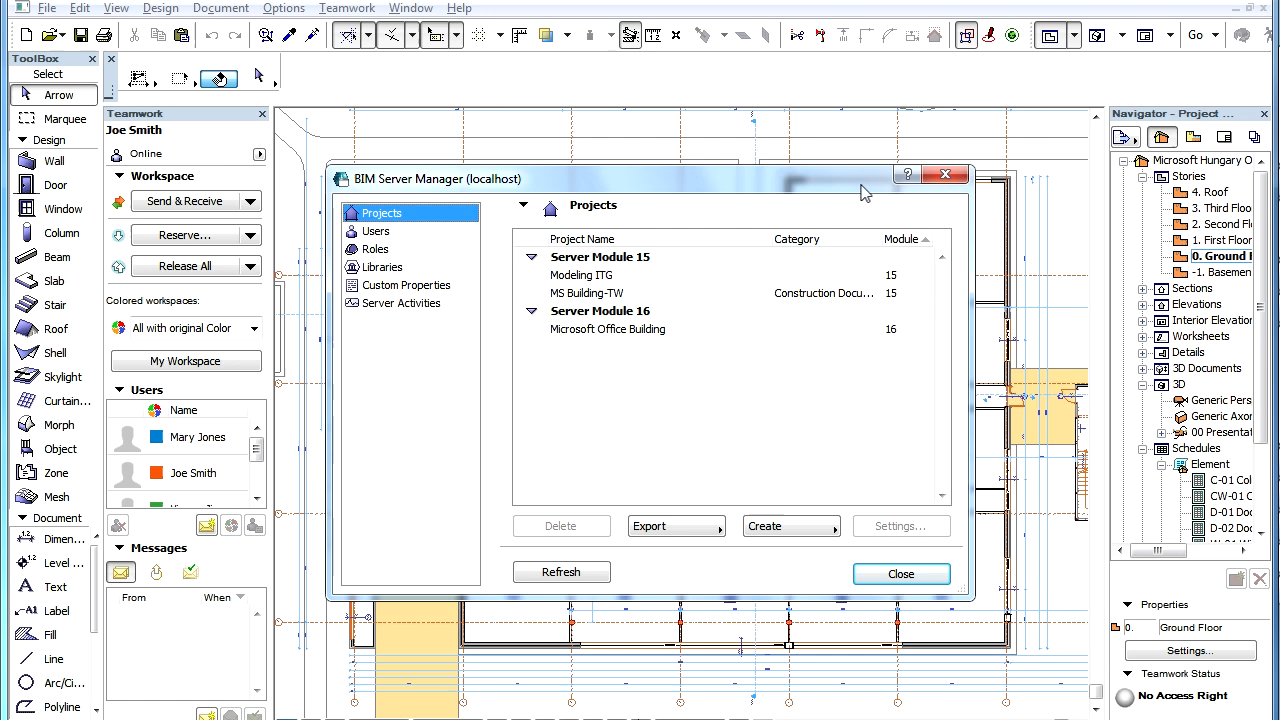 File Edit View Design Document Options Teamwork Window Help
Go
ToolBox
Select
Arrow
Marquee
Design
Wall
Door
Window
Column
Beam
Slab
Stair
Roof
Shell
Skylight
Curtain...
Morph
Object
Zone
Mesh
Document
Dimen...
Level ...
Text
A1 Label
Fill
Line
Arc/Ci...
Polyline
Teamwork
Joe Smith
Online
Workspace
Send & Receive
Reserve...
Release All
Colored workspaces:
All with original Color
My Workspace
Users
Name
Mary Jones
Joe Smith
Messages
From When
BIM Server Manager (localhost)
Projects
Users
Roles
Libraries
Custom Properties
Server Activities
Projects
Project Name Category Module
Server Module 15
Modeling ITG 15
MS Building-TW Construction Docu... 15
Server Module 16
Microsoft Office Building 16
Delete Export Create Settings...
Refresh Close
Navigator - Project ...
Microsoft Hungary O
Stories
4. Roof
3. Third Floo
2. Second Fl
1. First Floor
0. Ground F
-1. Basemen
Sections
Elevations
Interior Elevation
Worksheets
Details
3D Documents
3D
Generic Pers
Generic Axor
00 Presentat
Schedules
Element
C-01 Col
CW-01 C
D-01 Doo
D-02 Doo
Properties
0. Ground Floor
Settings...
Teamwork Status
No Access Right